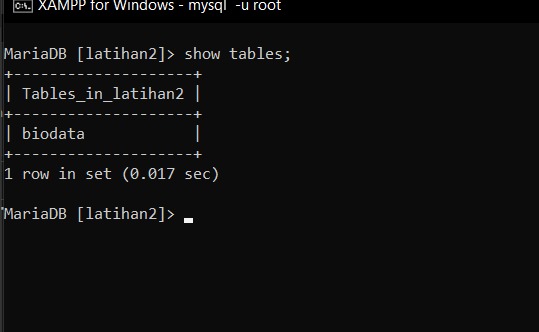 XAMPP for Windows - mysql -u root
MariaDB [latihan2]> show tables;
+--------------------+
| Tables_in_latihan2 |
+--------------------+
| biodata            |
+--------------------+
1 row in set (0.017 sec)
MariaDB [latihan2]>